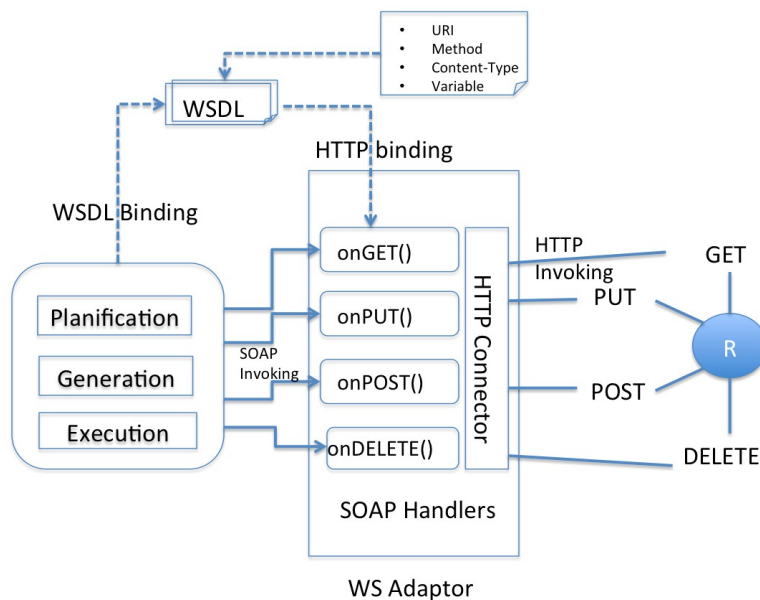 • URI
• Method
• Content-Type
• Variable
WSDL
HTTP binding
WSDL Binding
onGET()
HTTP
Invoking
GET
onPUT()
PUT
Planification
SOAP
Invoking
HTTP Connector
R
Generation
onPOST()
POST
Execution
onDELETE()
DELETE
SOAP Handlers
WS Adaptor